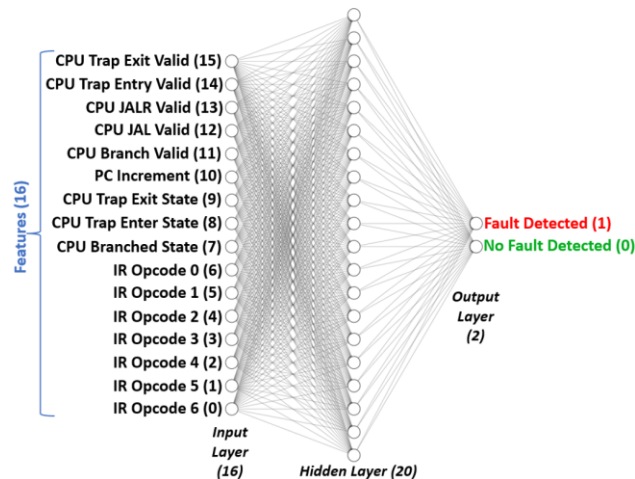 Features (16)
CPU Trap Exit Valid (15)
CPU Trap Entry Valid (14)
CPU JALR Valid (13)
CPU JAL Valid (12)
CPU Branch Valid (11)
PC Increment (10)
CPU Trap Exit State (9)
CPU Trap Enter State (8)
CPU Branched State (7)
IR Opcode 0 (6)
IR Opcode 1 (5)
IR Opcode 2 (4)
IR Opcode 3 (3)
IR Opcode 4 (2)
IR Opcode 5 (1)
IR Opcode 6 (0)
Input
Layer
(16)
Hidden Layer (20)
Fault Detected (1)
No Fault Detected (0)
Output
Layer
(2)